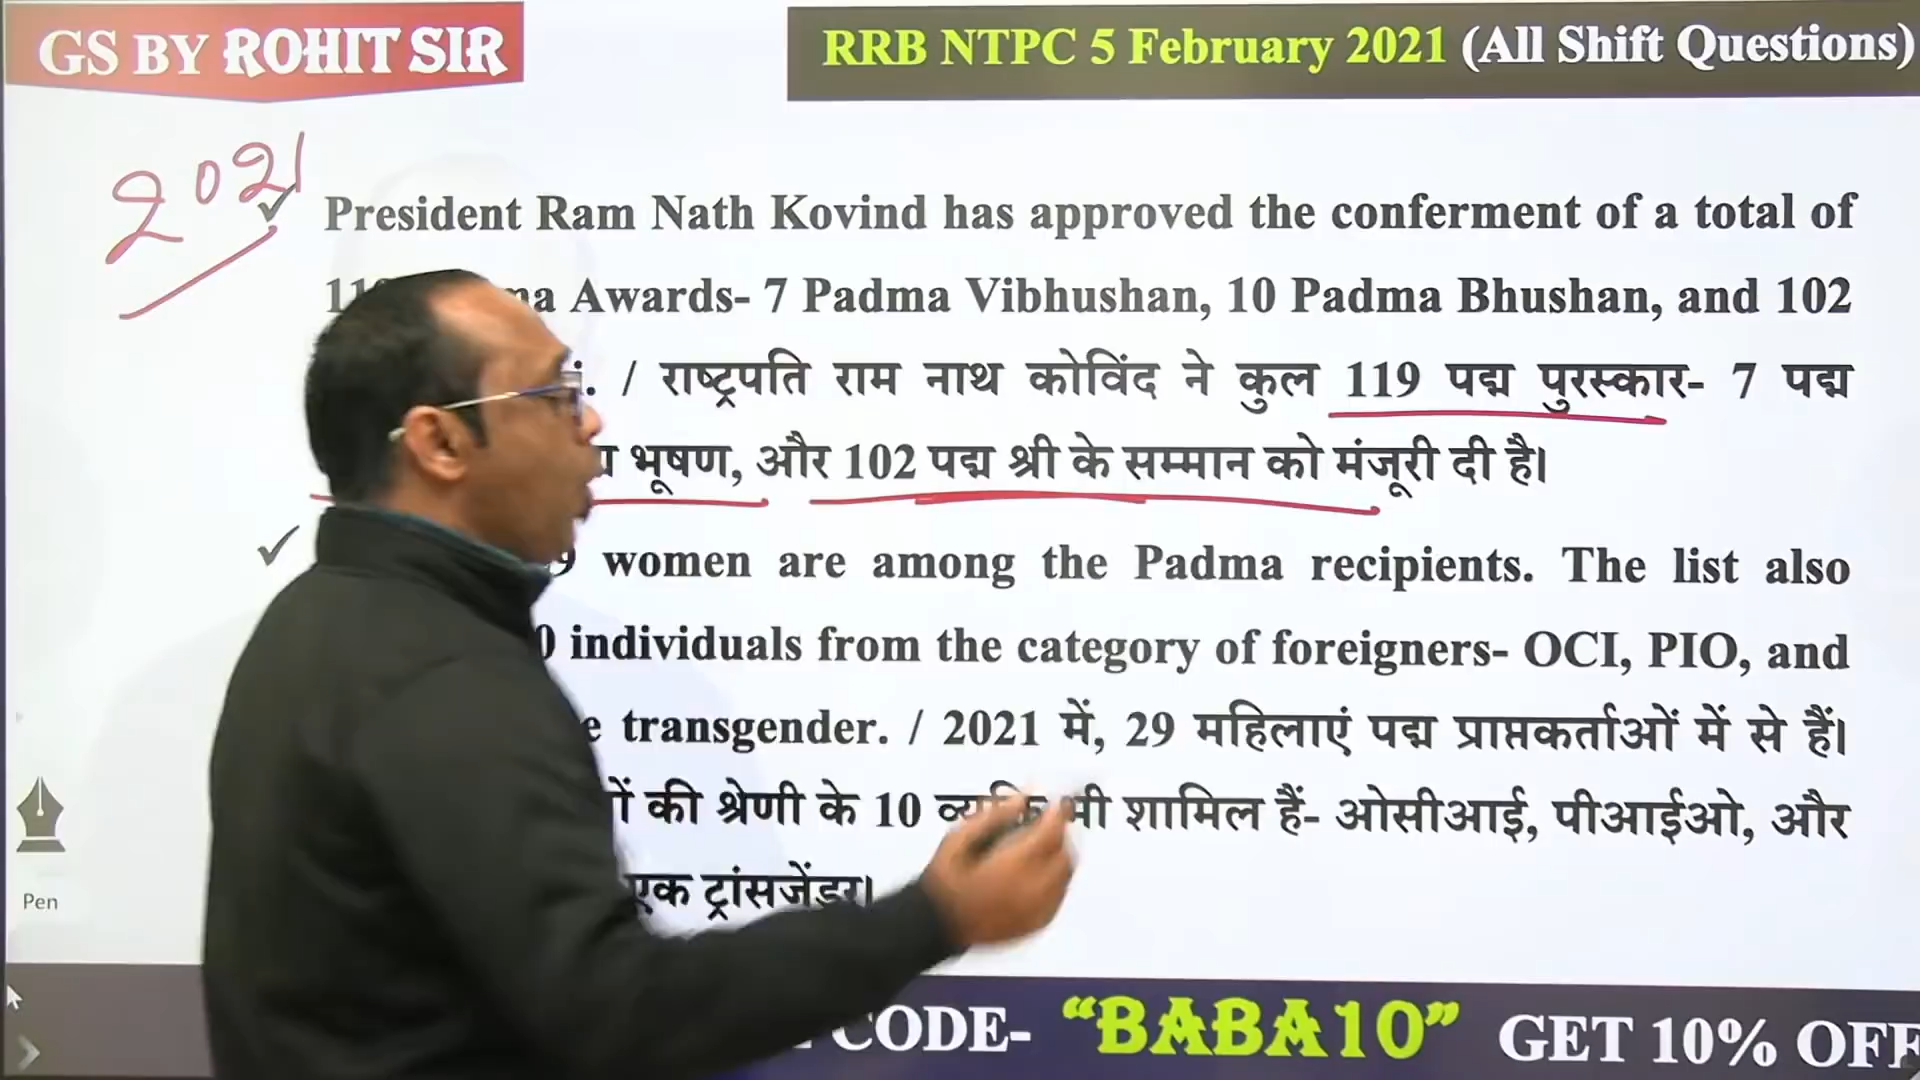 GS BY ROHIT SIR
RRB NTPC 5 February 2021 (All Shift Questions)
2021
President Ram Nath Kovind has approved the conferment of a total of
Awards- 7 Padma Vibhushan, 10 Padma Bhushan, and 102
/ राष्ट्रपति राम नाथ कोविंद ने कुल 119 पद्म पुरस्कार- 7 पद्म
भूषण, और 102 पद्म श्री के सम्मान को मंजूरी दी है।
women are among the Padma recipients. The list also
individuals from the category of foreigners- OCI, PIO, and
transgender. / 2021 में, 29 महिलाएं पद्म प्राप्तकर्ताओं में से हैं।
की श्रेणी के 10 व्यक्ति भी शामिल हैं- ओसीआई, पीआईओ, और
एक ट्रांसजेंडर।
Pen
CODE- “BABA10” GET 10% OFF